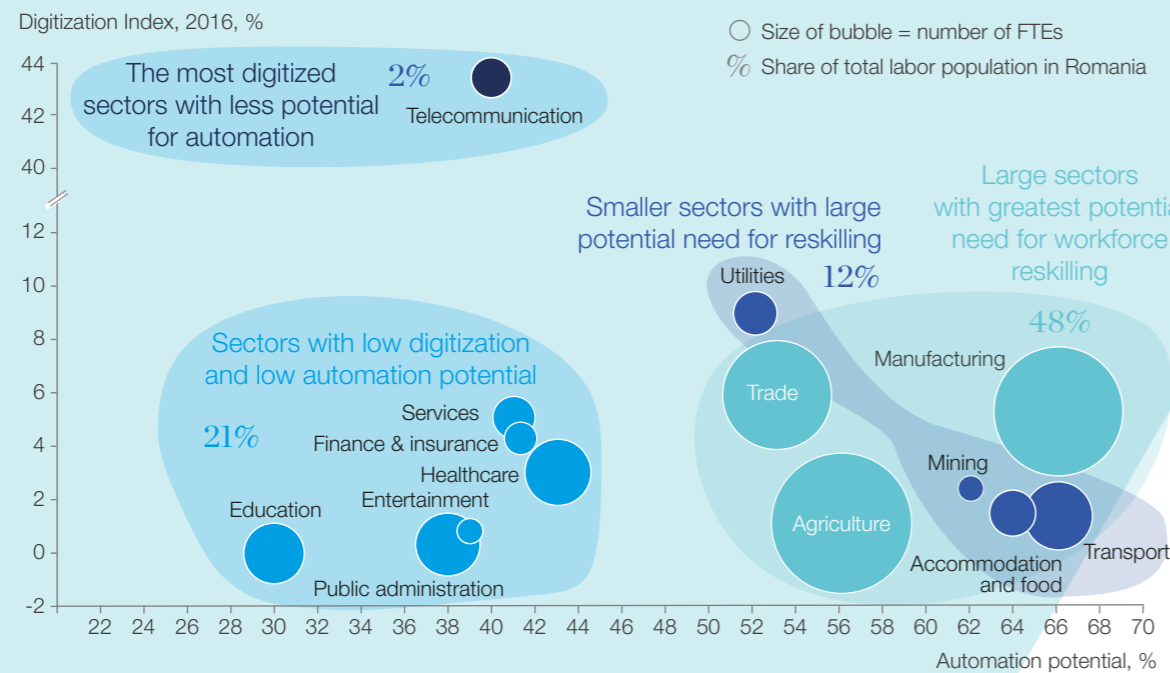 Digitization Index, 2016, %
Size of bubble = number of FTEs
% Share of total labor population in Romania
44
42
40
12
10
8
6
4
2
0
-2
The most digitized
sectors with less potential
for automation
2%
Telecommunication
Smaller sectors with large
potential need for reskilling
12%
Utilities
Large sectors
with greatest potentia
need for workforce
reskilling
48%
Sectors with low digitization
and low automation potential
21%
Services
Finance & insurance
Healthcare
Entertainment
Education
Public administration
Trade
Manufacturing
Agriculture
Mining
Accommodation
and food
Transport
22 24 26 28 30 32 34 36 38 40 42 44 46 48 50 52 54 56 58 60 62 64 66 68 70
Automation potential, %